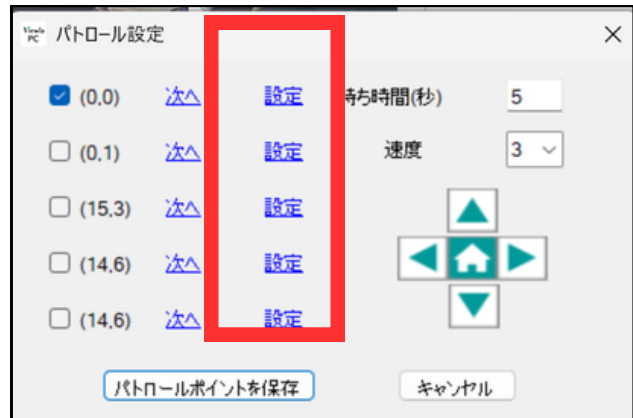 Viewla PC パトロール設定
(0,0) 次へ 設定 待ち時間(秒) 5
(0,1) 次へ 設定 速度 3
(15,3) 次へ 設定
(14,6) 次へ 設定
(14,6) 次へ 設定
パトロールポイントを保存 キャンセル